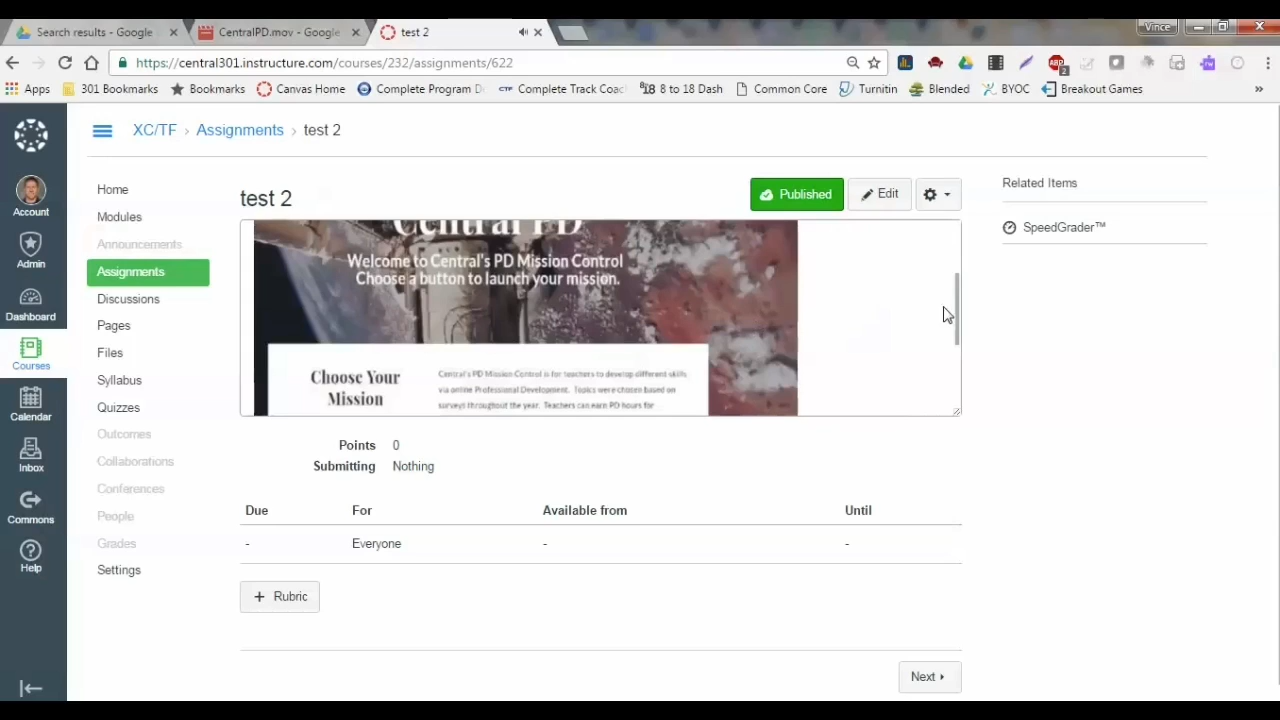 Search results - Google
CentralPD.mov - Google
test 2
Vince
https://central301.instructure.com/courses/232/assignments/622
ABP
2
Apps
301 Bookmarks
Bookmarks
Canvas Home
Complete Program D
CTF Complete Track Coac
'18 8 to 18 Dash
Common Core
Turnitin
Blended
BYOC
Breakout Games
»
XC/TF › Assignments › test 2
Account
Admin
Dashboard
Courses
Calendar
Inbox
Commons
Help
Home
Modules
Announcements
Assignments
Discussions
Pages
Files
Syllabus
Quizzes
Outcomes
Collaborations
Conferences
People
Grades
Settings
test 2
Published
Edit
Central PD
Welcome to Central's PD Mission Control
Choose a button to launch your mission.
Choose Your
Mission
Central's PD Mission Control is for teachers to develop different skills
via online Professional Development. Topics were chosen based on
surveys throughout the year. Teachers can earn PD hours for
Points 0
Submitting Nothing
Due For Available from Until
- Everyone - -
+ Rubric
Next
Related Items
SpeedGrader™